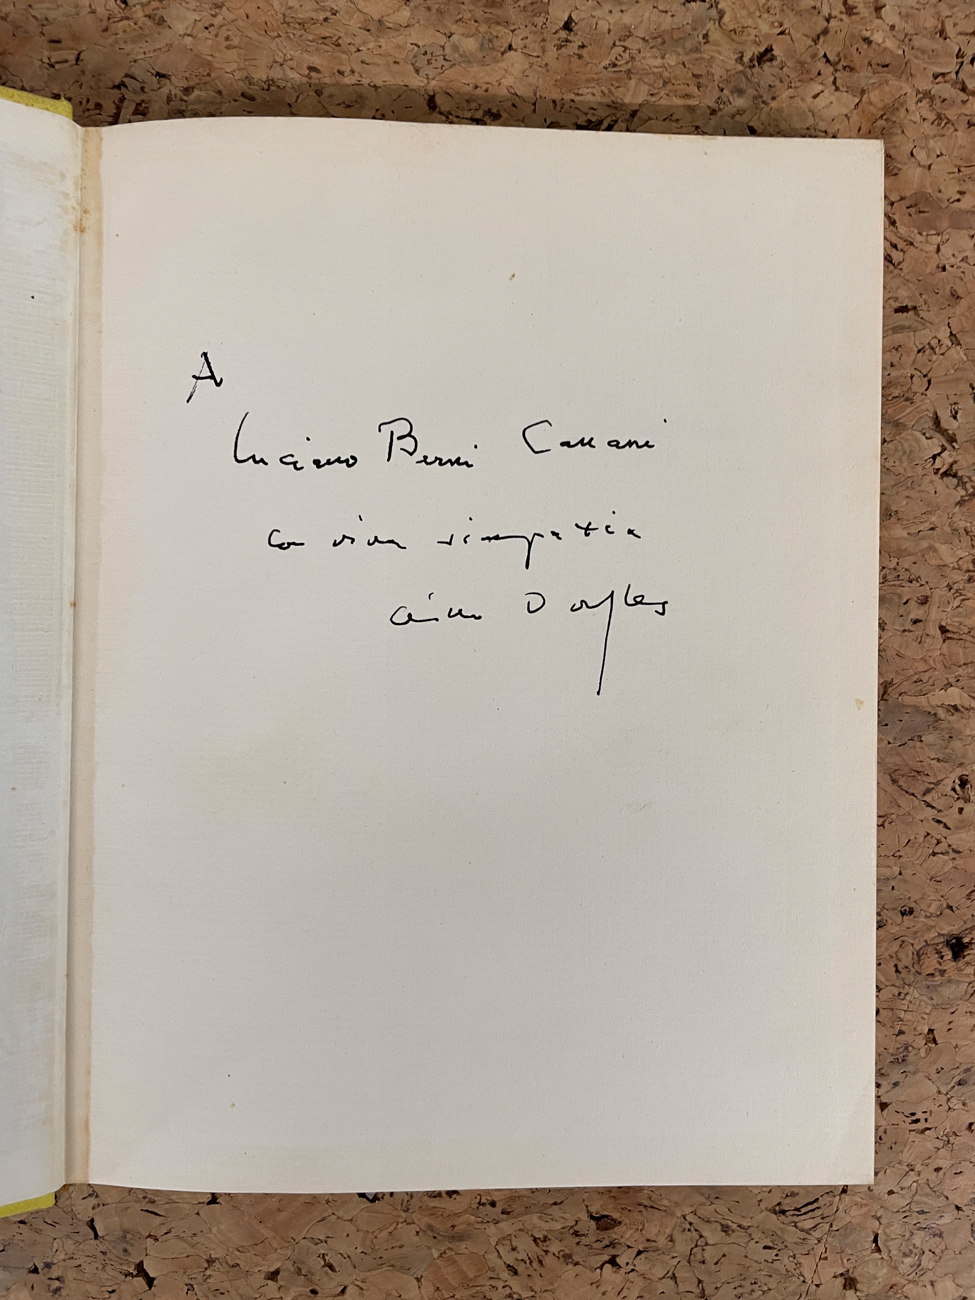 A
Luciano Berni Canani
con viva simpatia
Gillo Dorfles